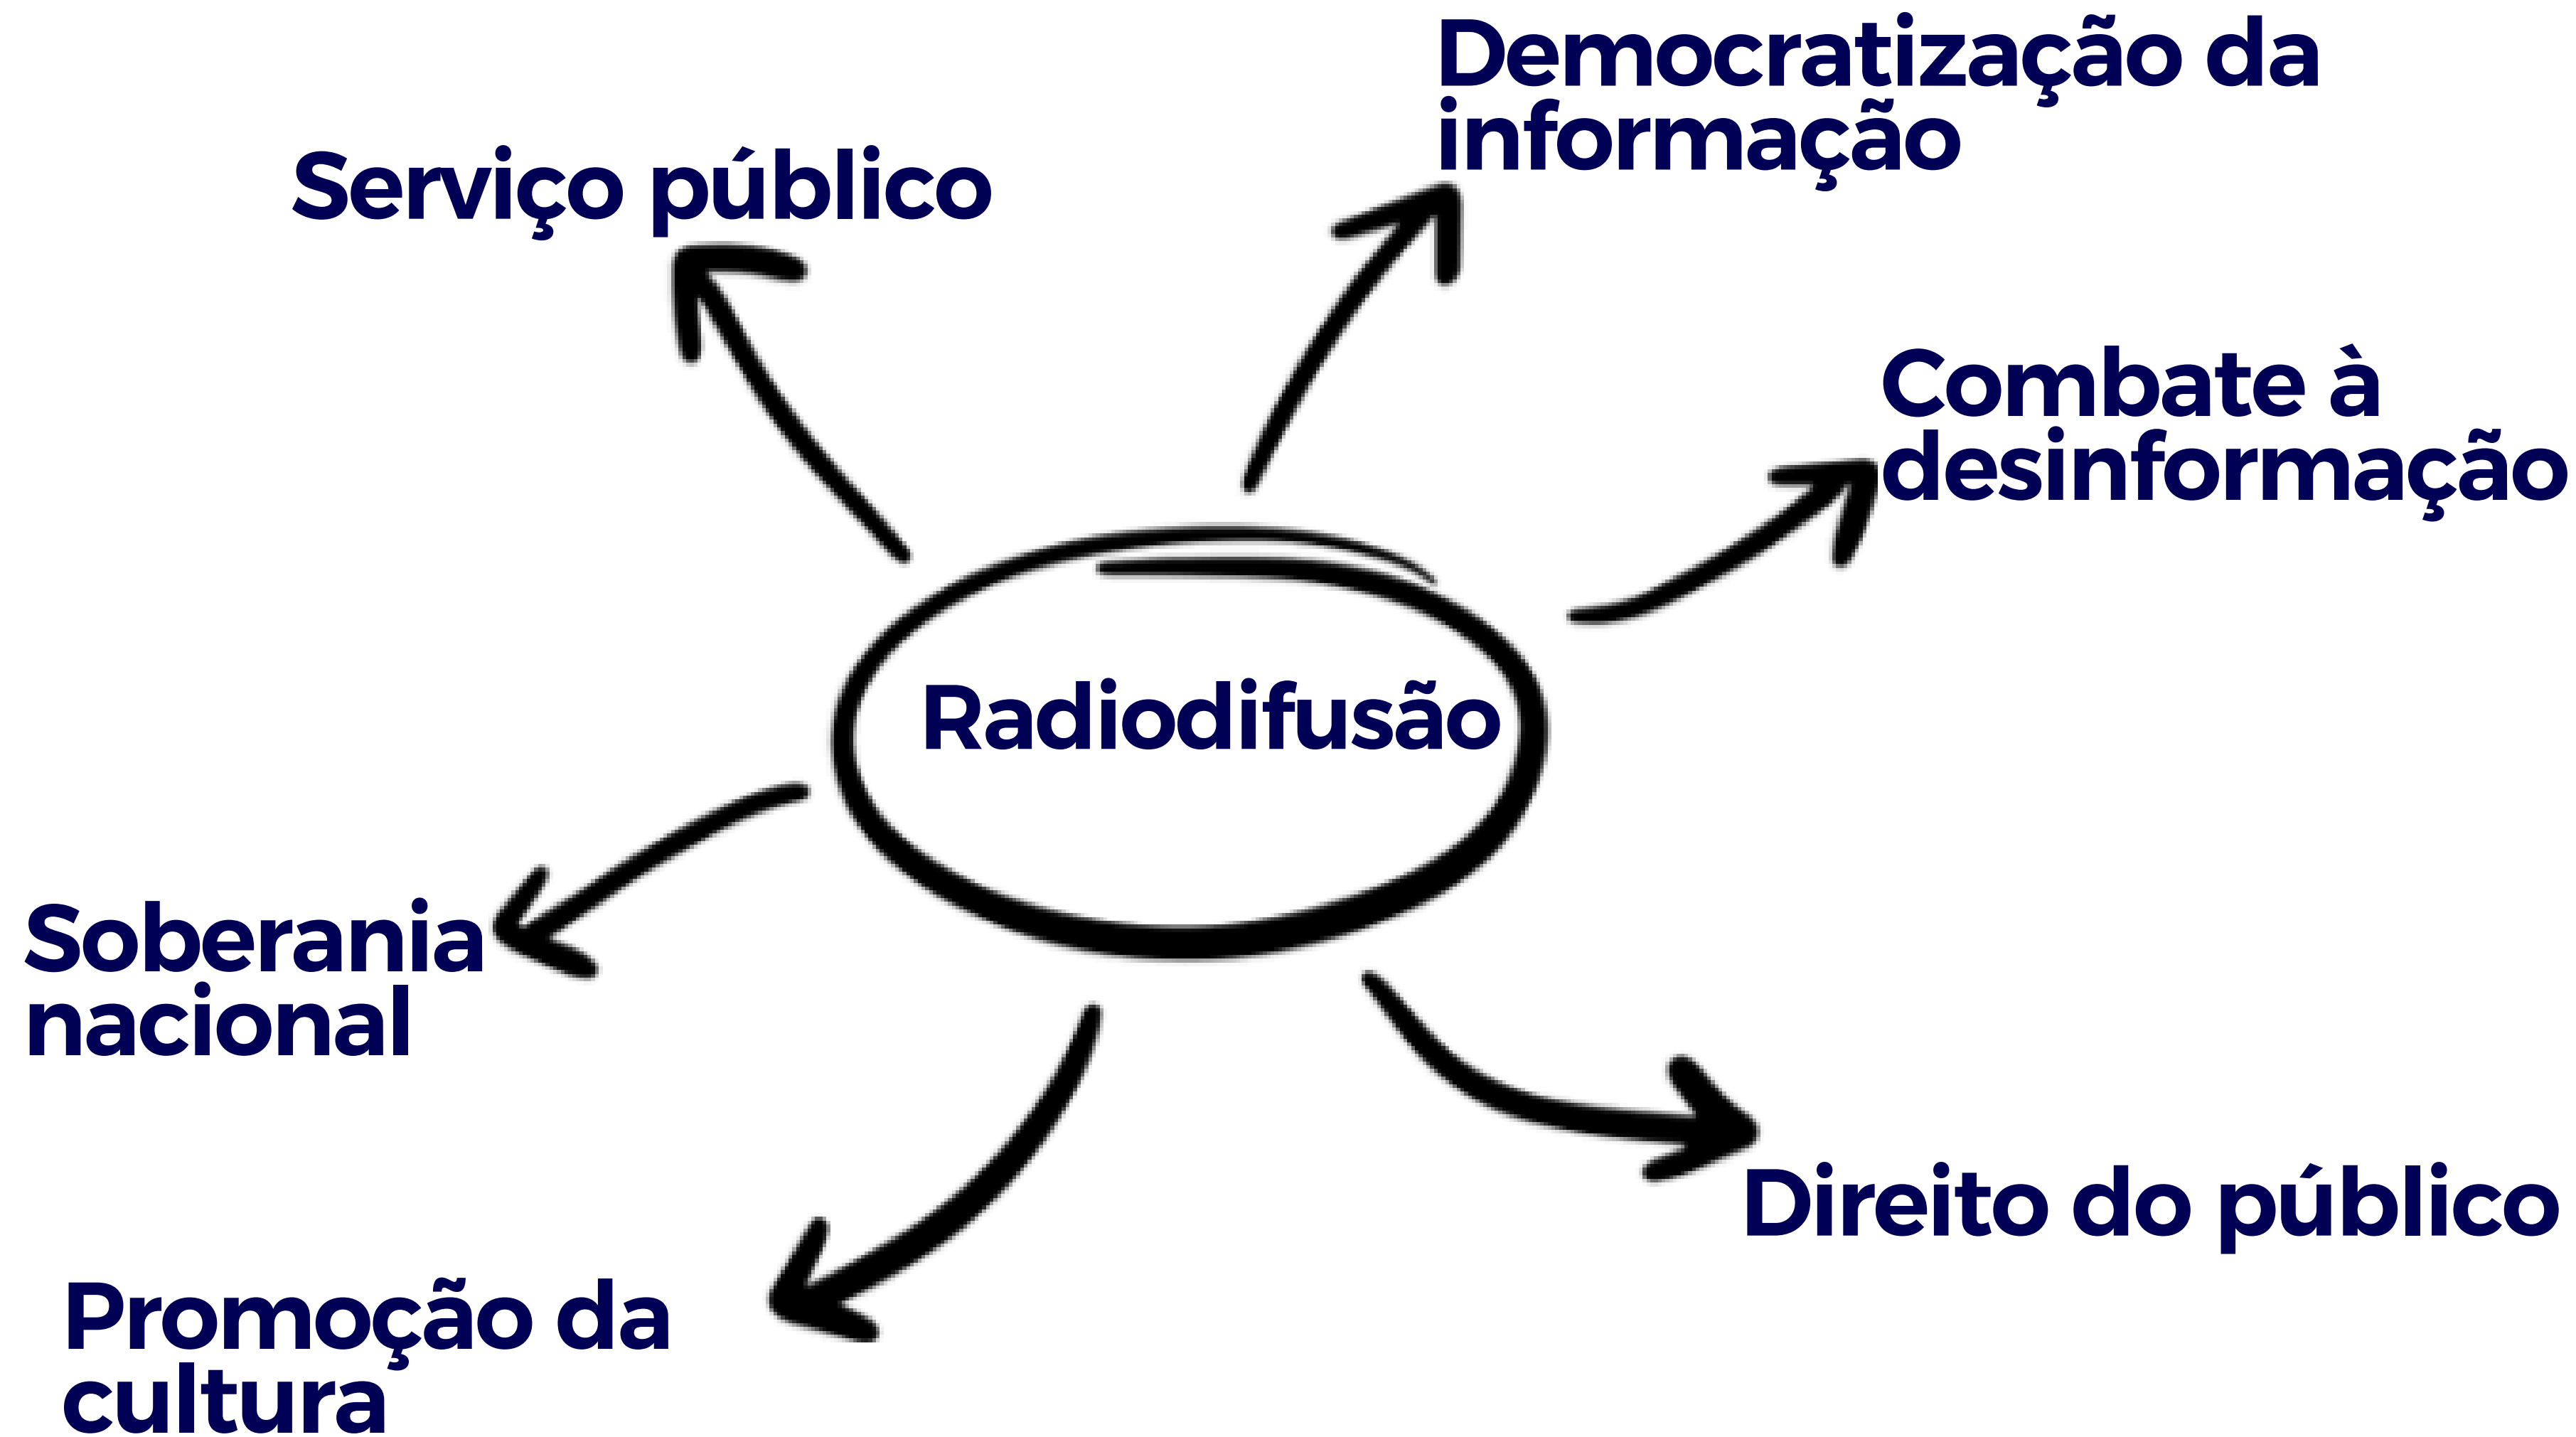 Democratização da
informação
Serviço público
Combate à
desinformação
Radiodifusão
Soberania
nacional
Direito do público
Promoção da
cultura